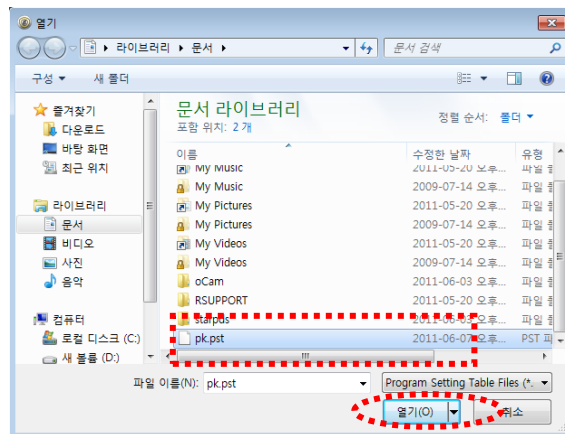 열기
라이브러리 ▸ 문서 ▸
문서 검색
구성 ▼ 새 폴더
즐겨찾기
다운로드
바탕 화면
최근 위치
라이브러리
문서
비디오
사진
음악
컴퓨터
로컬 디스크 (C:)
새 볼륨 (D:)
문서 라이브러리
포함 위치: 2개
정렬 순서: 폴더 ▼
이름 수정한 날짜 유형
My Music 2011-05-20 오후... 파일
My Music 2009-07-14 오후... 파일
My Pictures 2011-05-20 오후... 파일
My Pictures 2009-07-14 오후... 파일
My Videos 2011-05-20 오후... 파일
My Videos 2009-07-14 오후... 파일
oCam 2011-06-03 오후... 파일
RSUPPORT 2011-05-20 오후... 파일
starpds 2011-06-03 오후... 파일
pk.pst 2011-06-07 오후... PST
파일 이름(N): pk.pst
Program Setting Table Files (*.
열기(O) 취소